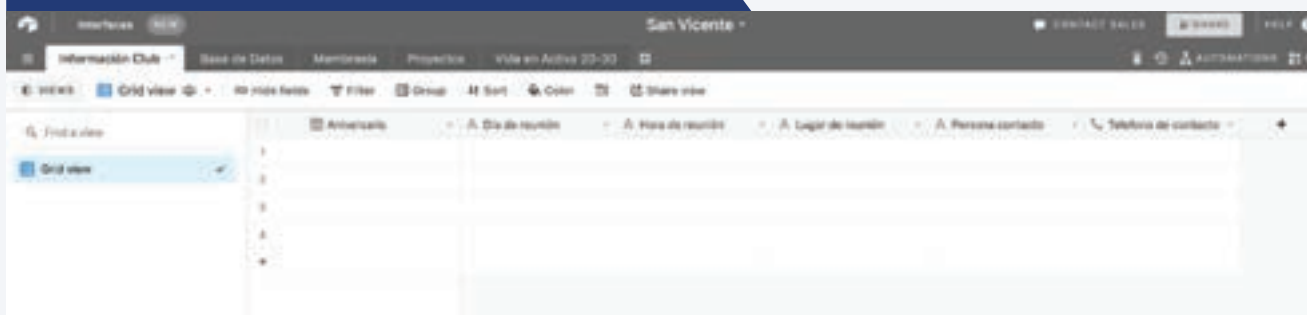 Interfaces NEW San Vicente CONTACT SALES SHARE HELP
Información Club Base de Datos Membresía Proyectos Vida en Activo 20-30 AUTOMATIONS
VIEWS Grid view Hide fields Filter Group Sort Color Share view
Find a view Aniversario Día de reunión Hora de reunión Lugar de reunión Persona contacto Teléfono de contacto
1
Grid view
2
3
4